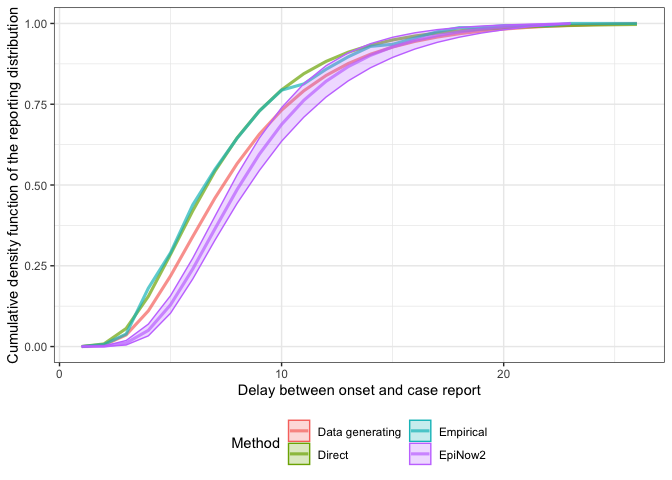 Cumulative density function of the reporting distribution
1.00
0.75
0.50
0.25
0.00
0 10 20
Delay between onset and case report
Method
Data generating
Direct
Empirical
EpiNow2